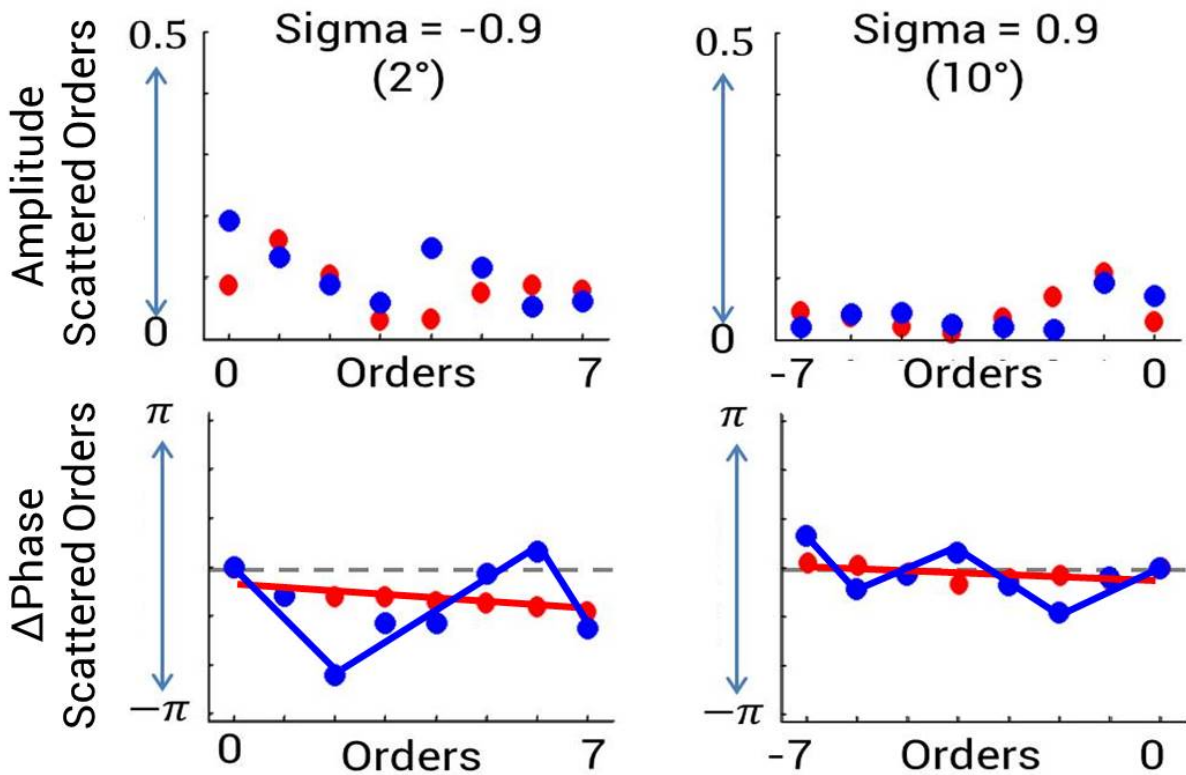 Amplitude
Scattered Orders
0.5
0
Sigma = -0.9
(2°)
0 Orders 7
0.5
0
Sigma = 0.9
(10°)
-7 Orders 0
ΔPhase
Scattered Orders
π
−π
0 Orders 7
π
−π
-7 Orders 0